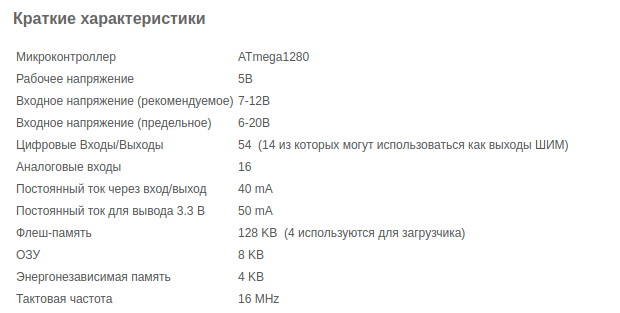 Краткие характеристики
Микроконтроллер ATmega1280
Рабочее напряжение 5В
Входное напряжение (рекомендуемое) 7-12В
Входное напряжение (предельное) 6-20В
Цифровые Входы/Выходы 54 (14 из которых могут использоваться как выходы ШИМ)
Аналоговые входы 16
Постоянный ток через вход/выход 40 mA
Постоянный ток для вывода 3.3 В 50 mA
Флеш-память 128 KB (4 используются для загрузчика)
ОЗУ 8 KB
Энергонезависимая память 4 KB
Тактовая частота 16 MHz